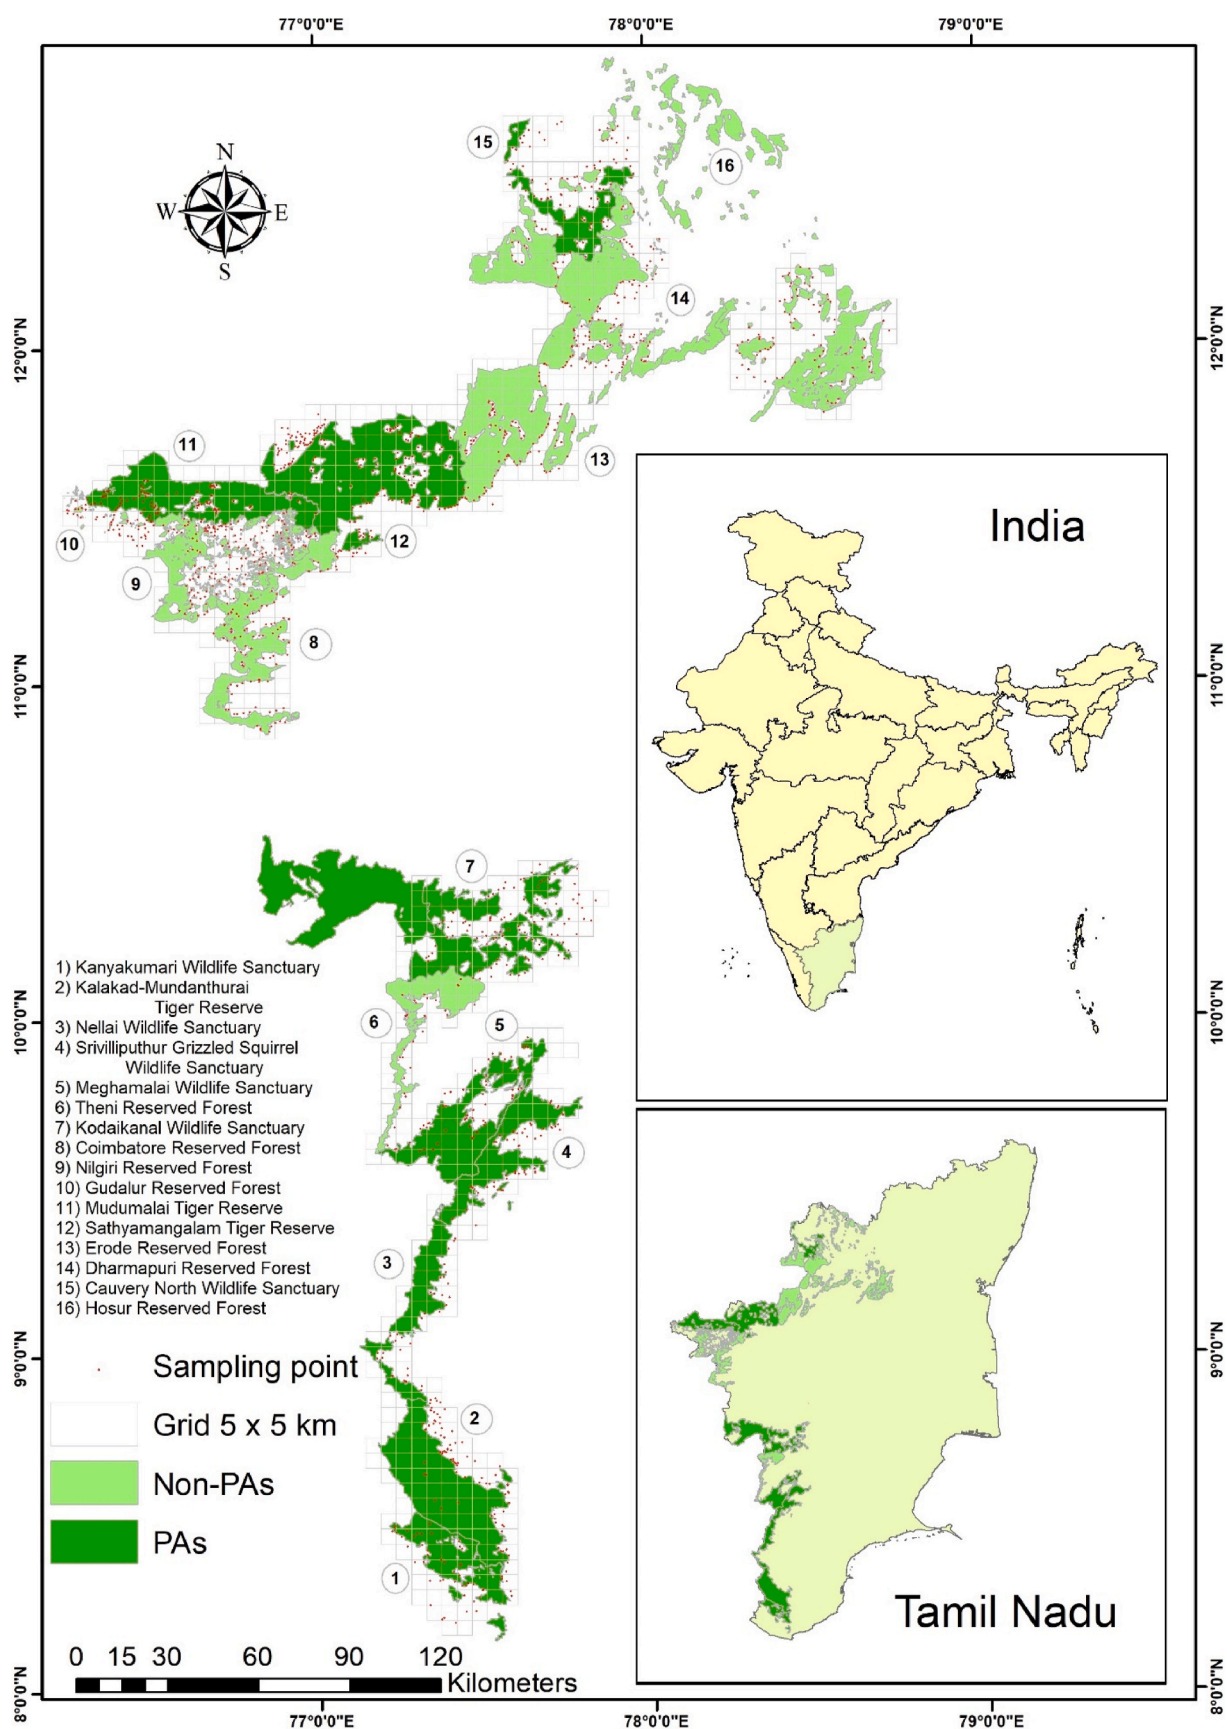 77°0'0"E 78°0'0"E 79°0'0"E
15
16
N
W E
S
14
12°0'0"N 12°0'0"N
11
13
10
12
9
8
India
11°0'0"N 11°0'0"N
7
1) Kanyakumari Wildlife Sanctuary
2) Kalakad-Mundanthurai
Tiger Reserve
3) Nellai Wildlife Sanctuary
4) Srivilliputhur Grizzled Squirrel
Wildlife Sanctuary
5) Meghamalai Wildlife Sanctuary
6) Theni Reserved Forest
7) Kodaikanal Wildlife Sanctuary
8) Coimbatore Reserved Forest
9) Nilgiri Reserved Forest
10) Gudalur Reserved Forest
11) Mudumalai Tiger Reserve
12) Sathyamangalam Tiger Reserve
13) Erode Reserved Forest
14) Dharmapuri Reserved Forest
15) Cauvery North Wildlife Sanctuary
16) Hosur Reserved Forest
10°0'0"N 10°0'0"N
6
5
4
3
9°0'0"N 9°0'0"N
Sampling point
Grid 5 x 5 km
Non-PAs
PAs
2
1
Tamil Nadu
0 15 30 60 90 120
Kilometers
8°0'0"N 8°0'0"N
77°0'0"E 78°0'0"E 79°0'0"E